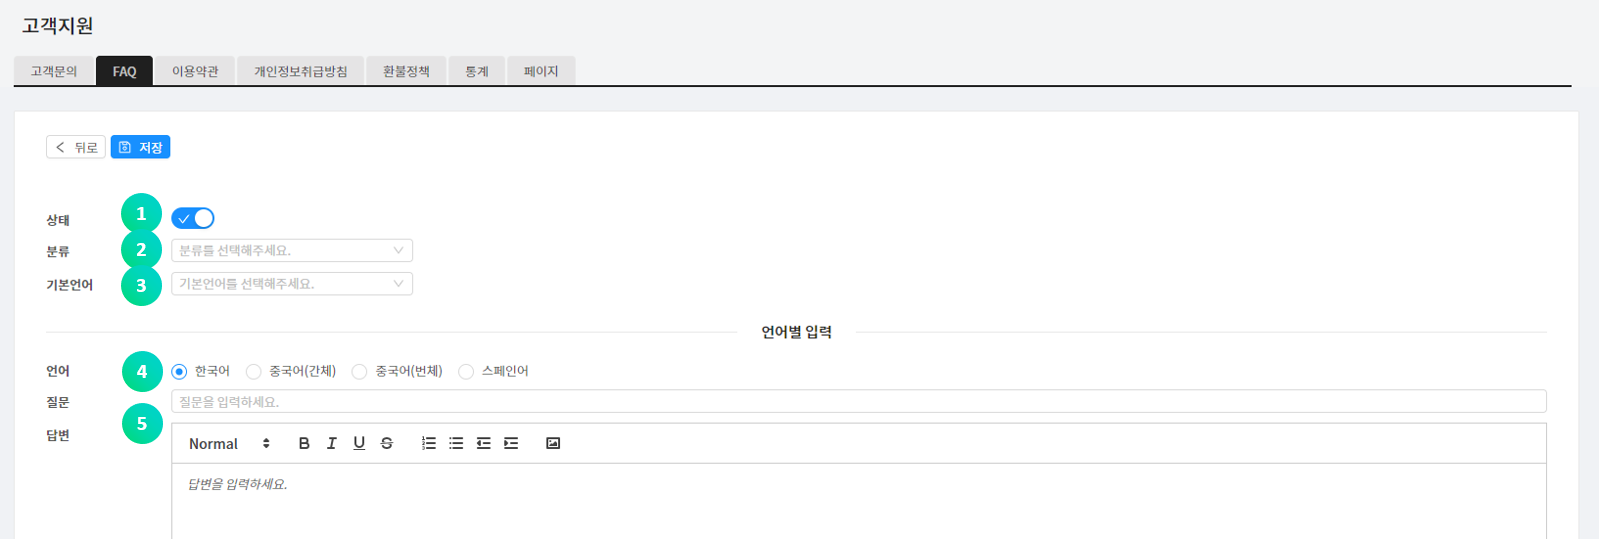 고객지원
고객문의 FAQ 이용약관 개인정보취급방침 환불정책 통계 페이지
뒤로 저장
상태 1
분류 2 분류를 선택해주세요.
기본언어 3 기본언어를 선택해주세요.
언어별 입력
언어 4 한국어 중국어(간체) 중국어(번체) 스페인어
질문 질문을 입력하세요.
답변 5 Normal B I U S
답변을 입력하세요.